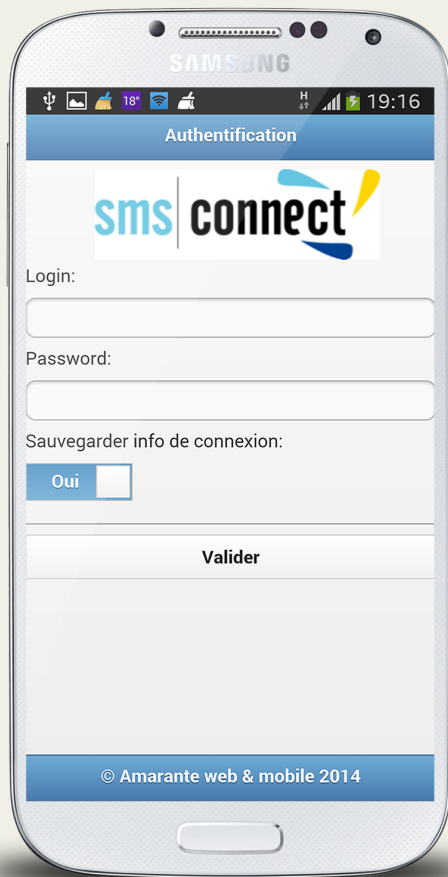 SAMSUNG
18° H 19:16
Authentification
sms connect
Login:
Password:
Sauvegarder info de connexion:
Oui
Valider
© Amarante web & mobile 2014